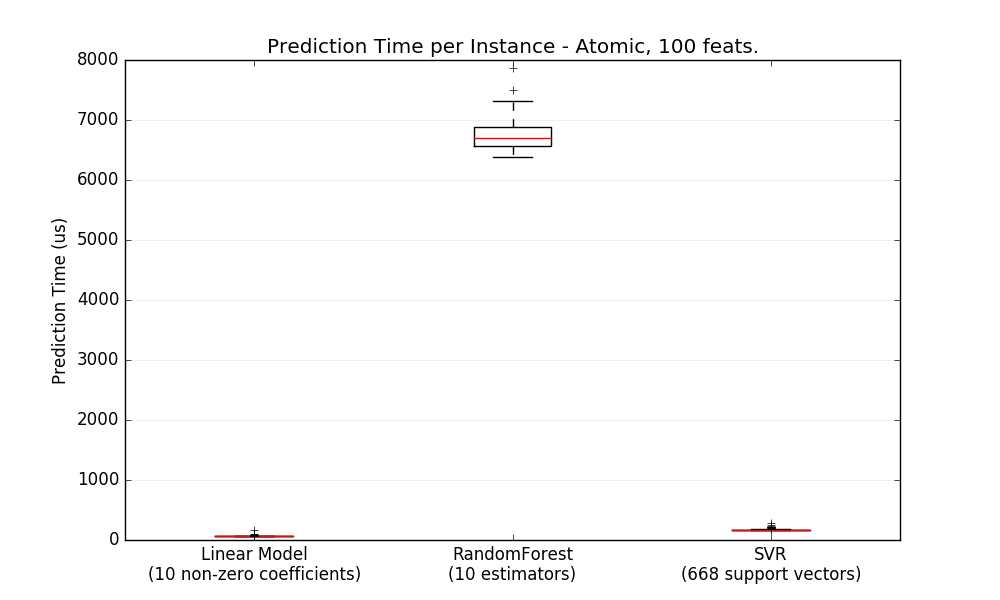 Prediction Time per Instance - Atomic, 100 feats.
8000
7000
6000
5000
4000
3000
2000
1000
0
Prediction Time (us)
Linear Model
(10 non-zero coefficients)
RandomForest
(10 estimators)
SVR
(668 support vectors)